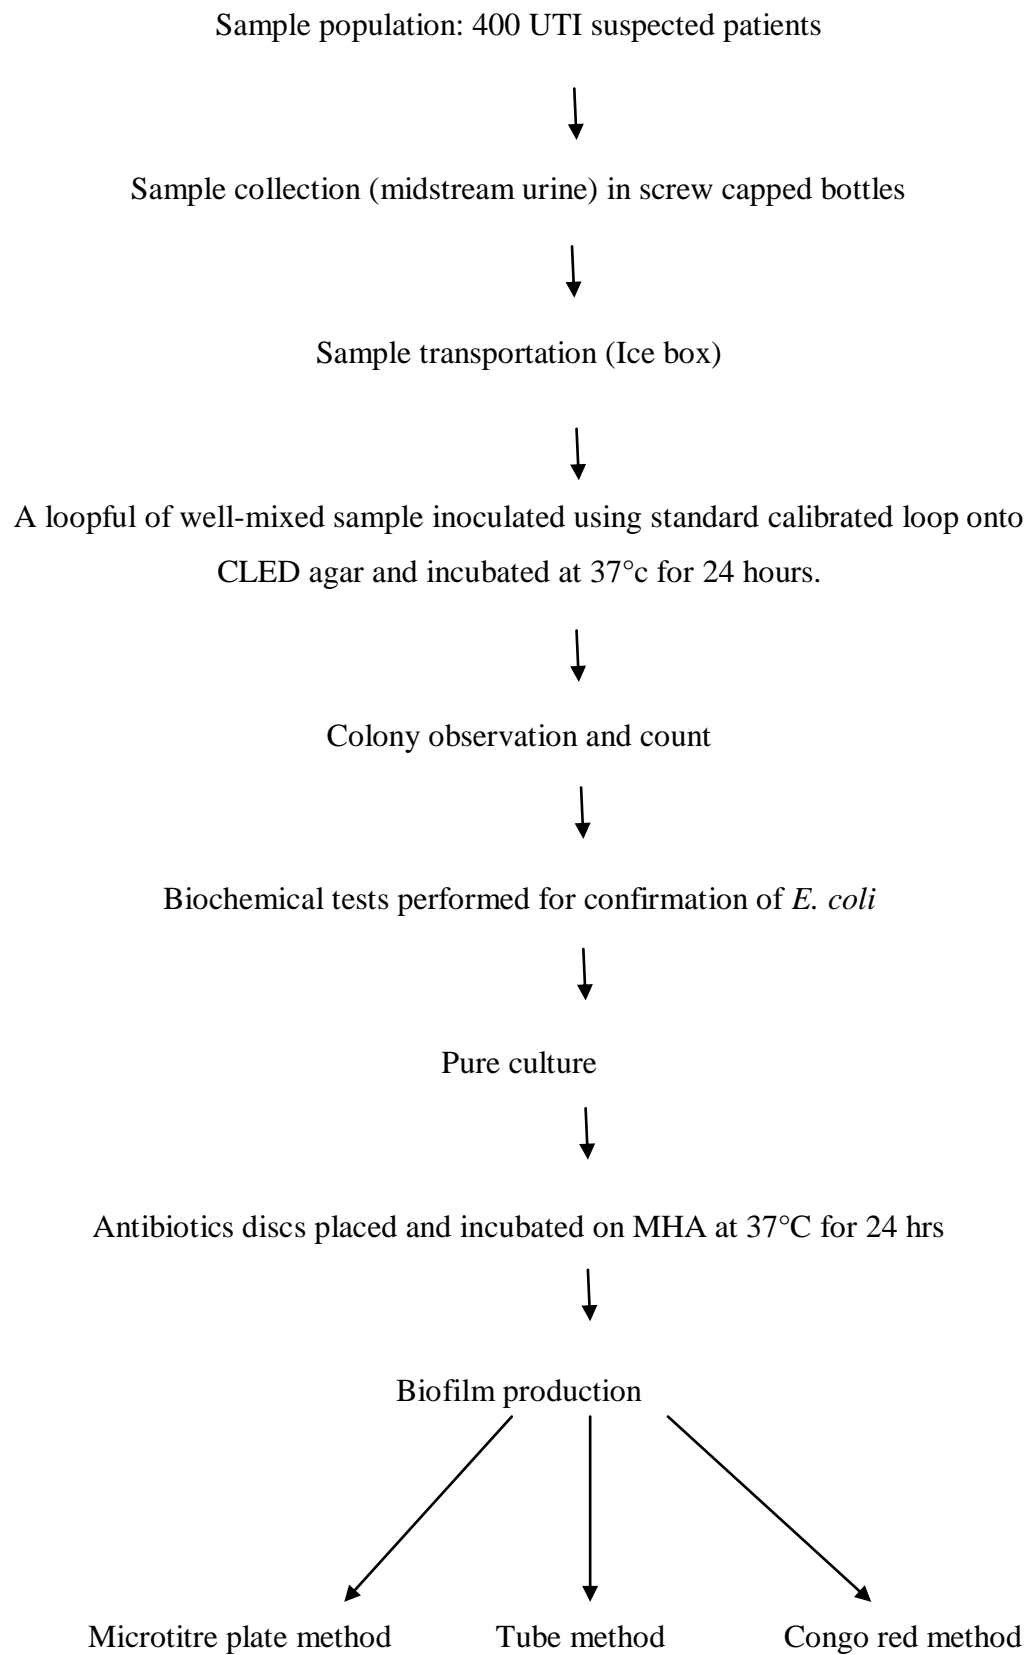 Sample population: 400 UTI suspected patients
Sample collection (midstream urine) in screw capped bottles
Sample transportation (Ice box)
A loopful of well-mixed sample inoculated using standard calibrated loop onto
CLED agar and incubated at 37°c for 24 hours.
Colony observation and count
Biochemical tests performed for confirmation of E. coli
Pure culture
Antibiotics discs placed and incubated on MHA at 37°C for 24 hrs
Biofilm production
Microtitre plate method Tube method Congo red method